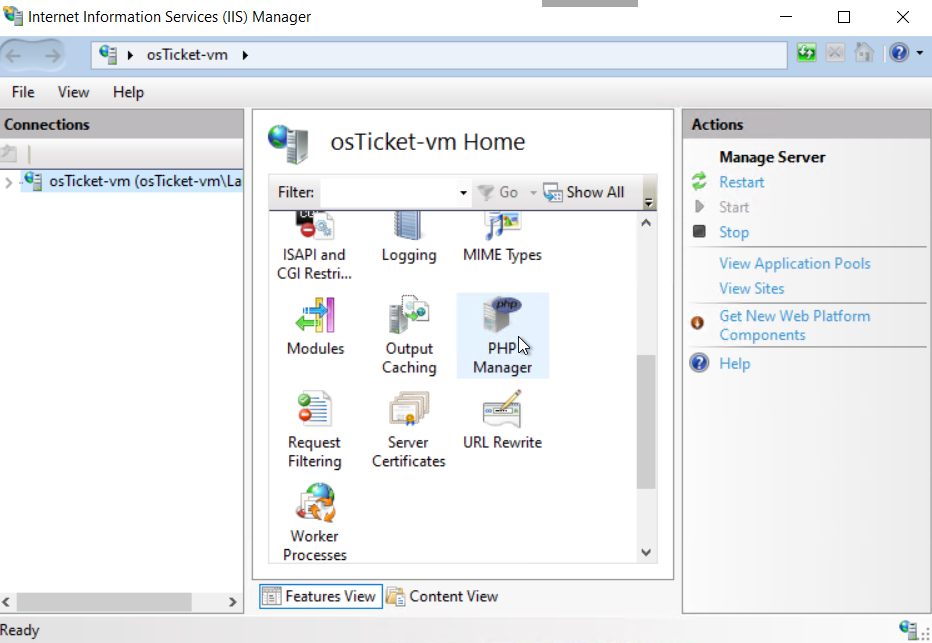 Internet Information Services (IIS) Manager
osTicket-vm
File View Help
Connections
osTicket-vm (osTicket-vm\La
osTicket-vm Home
Filter: Go Show All
ISAPI and
CGI Restri...
Logging
MIME Types
Modules
Output
Caching
php
PHP
Manager
Request
Filtering
Server
Certificates
URL Rewrite
Worker
Processes
Features View
Content View
Actions
Manage Server
Restart
Start
Stop
View Application Pools
View Sites
Get New Web Platform
Components
Help
Ready